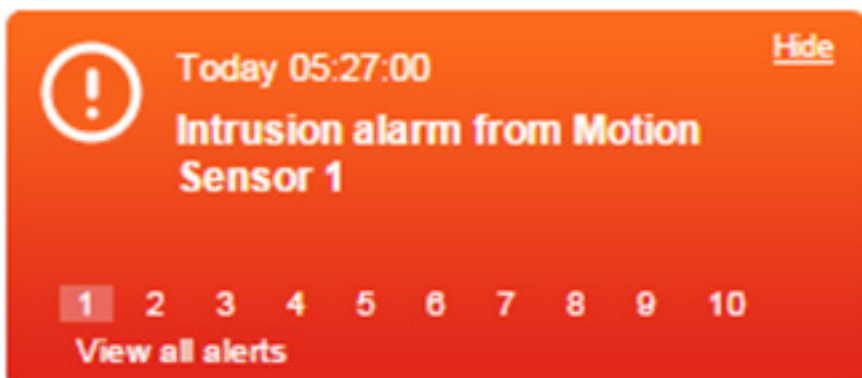 Today 05:27:00
Hide
Intrusion alarm from Motion
Sensor 1
1 2 3 4 5 6 7 8 9 10
View all alerts